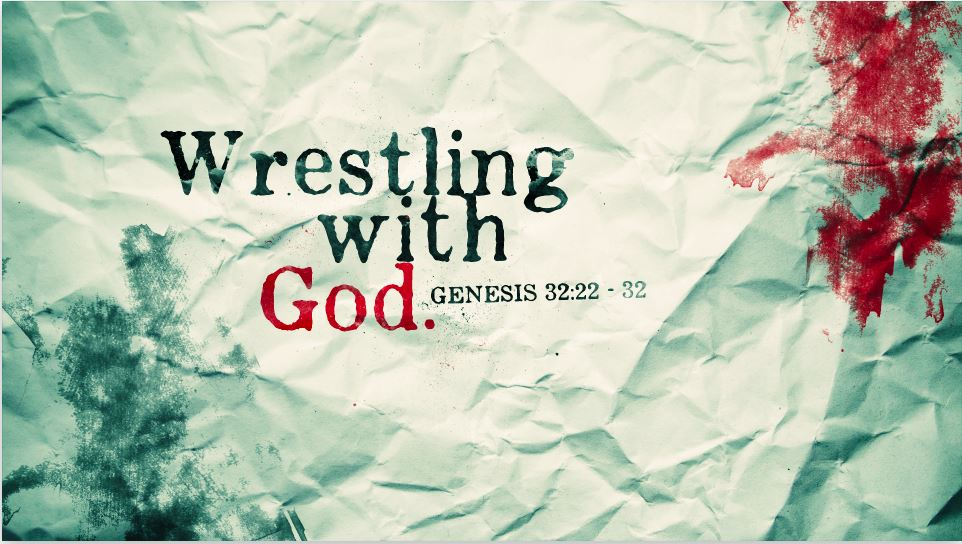 Wrestling
with
God. GENESIS 32:22 - 32